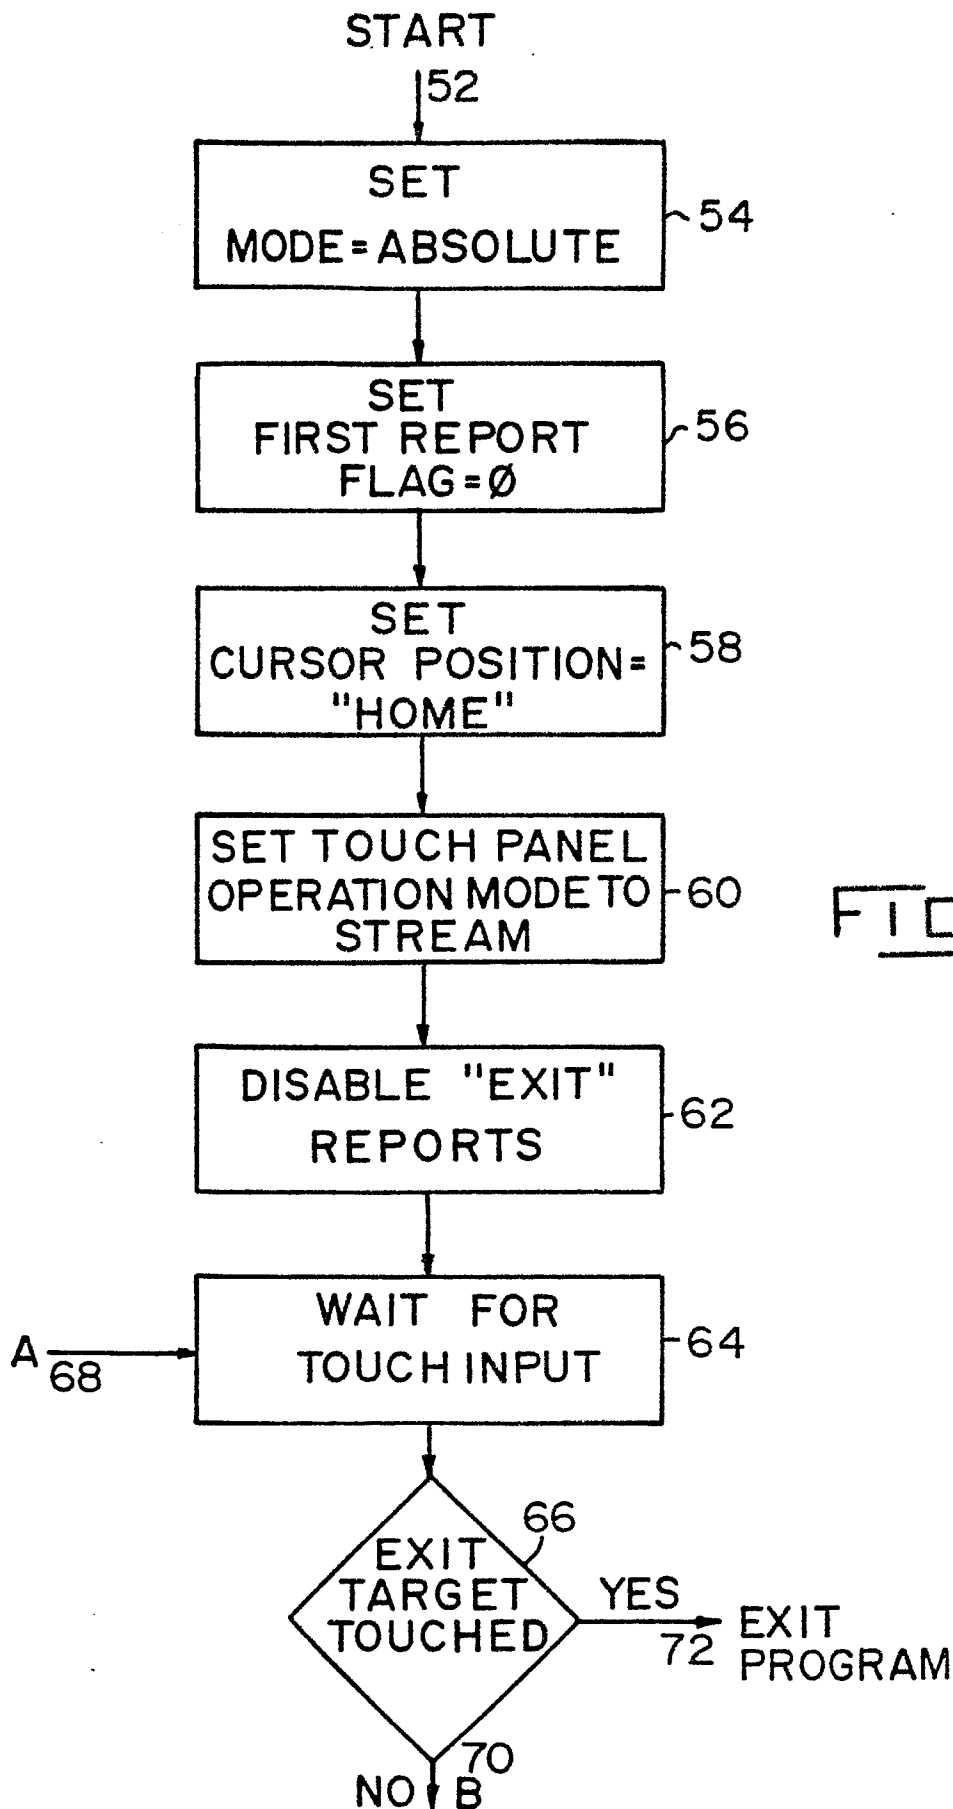 START
52
SET
MODE=ABSOLUTE
54
SET
FIRST REPORT
FLAG=Ø
56
SET
CURSOR POSITION=
"HOME"
58
SET TOUCH PANEL
OPERATION MODE TO
STREAM
60
DISABLE "EXIT"
REPORTS
62
WAIT FOR
TOUCH INPUT
64
A
68
EXIT
TARGET
TOUCHED
66
YES
72
EXIT
PROGRAM
70
NO B